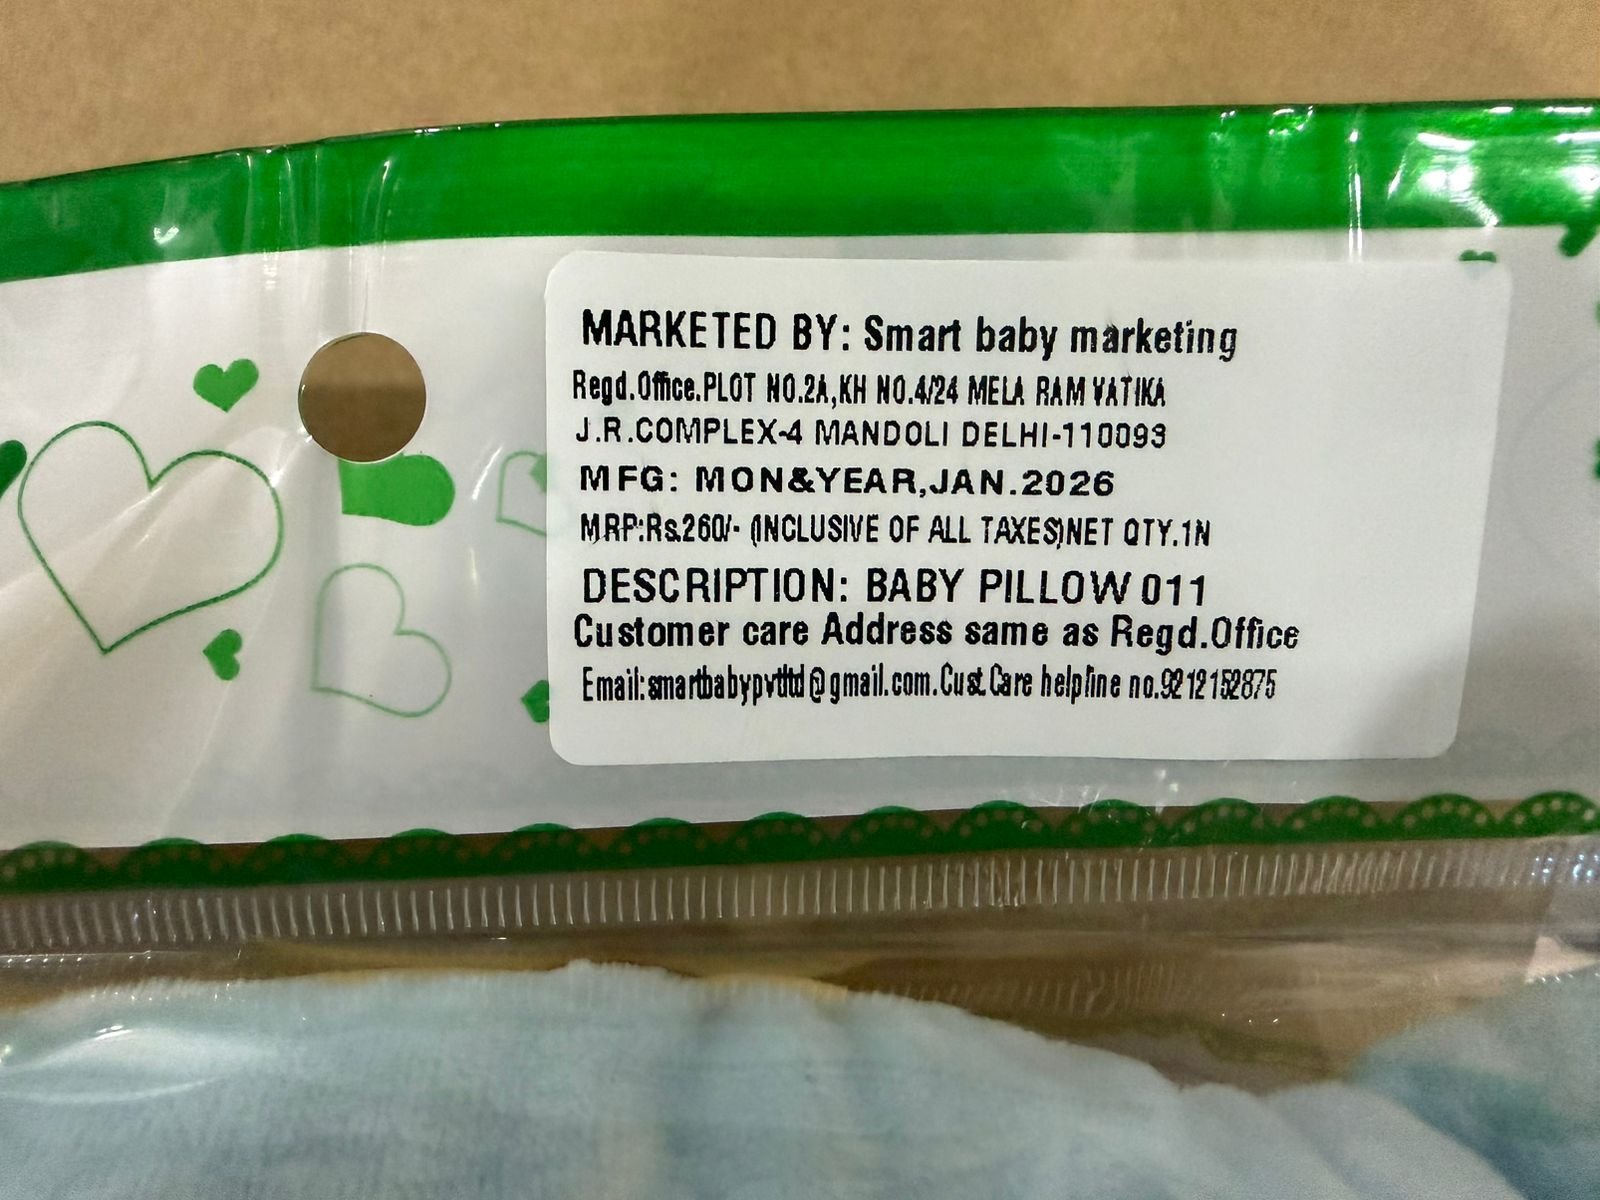 MARKETED BY: Smart baby marketing
Regd.Office.PLOT NO.2A,KH NO.4/24 MELA RAM VATIKA
J.R.COMPLEX-4 MANDOLI DELHI-110093
MFG: MON&YEAR,JAN.2026
MRP:Rs.260/- (INCLUSIVE OF ALL TAXES)NET QTY.1N
DESCRIPTION: BABY PILLOW 011
Customer care Address same as Regd.Office
Email:smartbabypvtltd@gmail.com.Cust.Care helpline no.9212152875